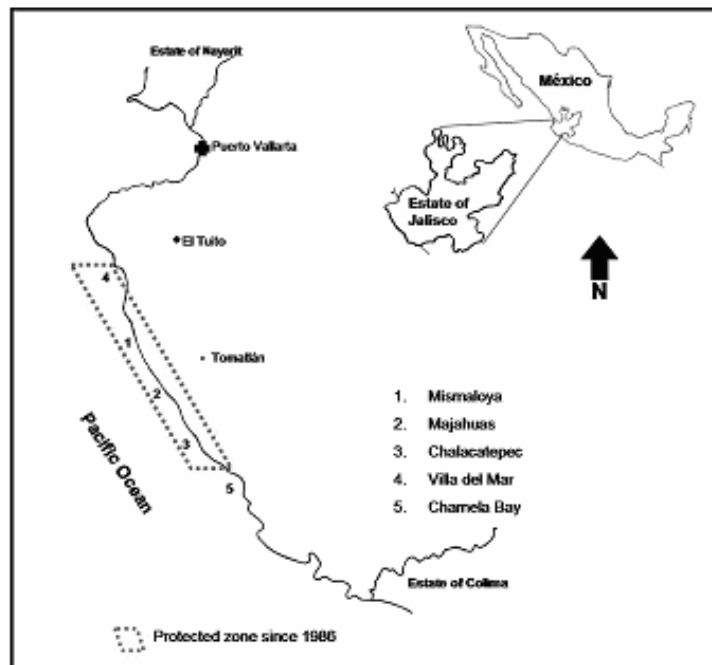 Estate of Nayarit
México
Puerto Vallarta
Estate of
Jalisco
El Tuito
N
4
1
Tomatlán
2
3
5
Pacific Ocean
1. Mismaloya
2. Majahuas
3. Chalacatepec
4. Villa del Mar
5. Chamela Bay
Estate of Colima
Protected zone since 1986